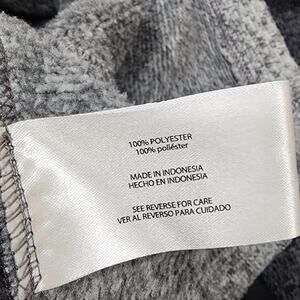 100% POLYESTER
100% poliéster
MADE IN INDONESIA
HECHO EN INDONESIA
SEE REVERSE FOR CARE
VER AL REVERSO PARA CUIDADO